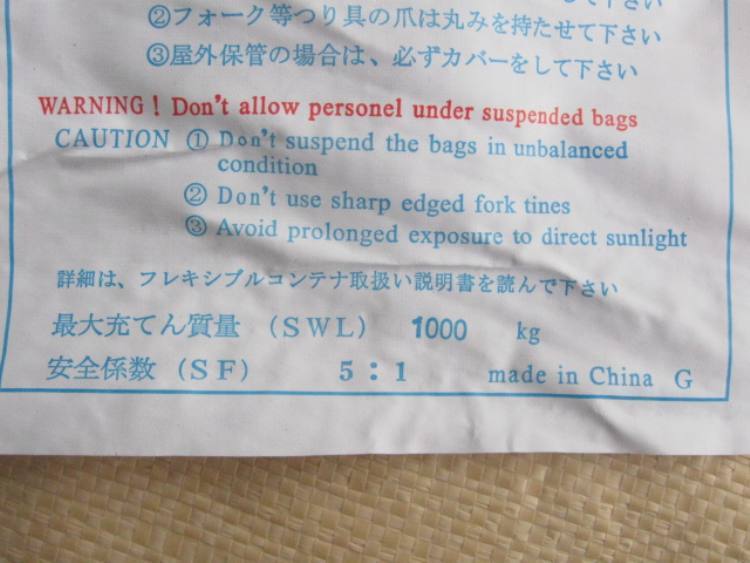 して下さい
②フォーク等つり具の爪は丸みを持たせて下さい
③屋外保管の場合は、必ずカバーをして下さい
WARNING! Don't allow personel under suspended bags
CAUTION ① Don't suspend the bags in unbalanced
condition
② Don't use sharp edged fork tines
③ Avoid prolonged exposure to direct sunlight
詳細は、フレキシブルコンテナ取扱い説明書を読んで下さい
最大充てん質量 (SWL) 1000 kg
安全係数 (SF) 5:1 made in China G